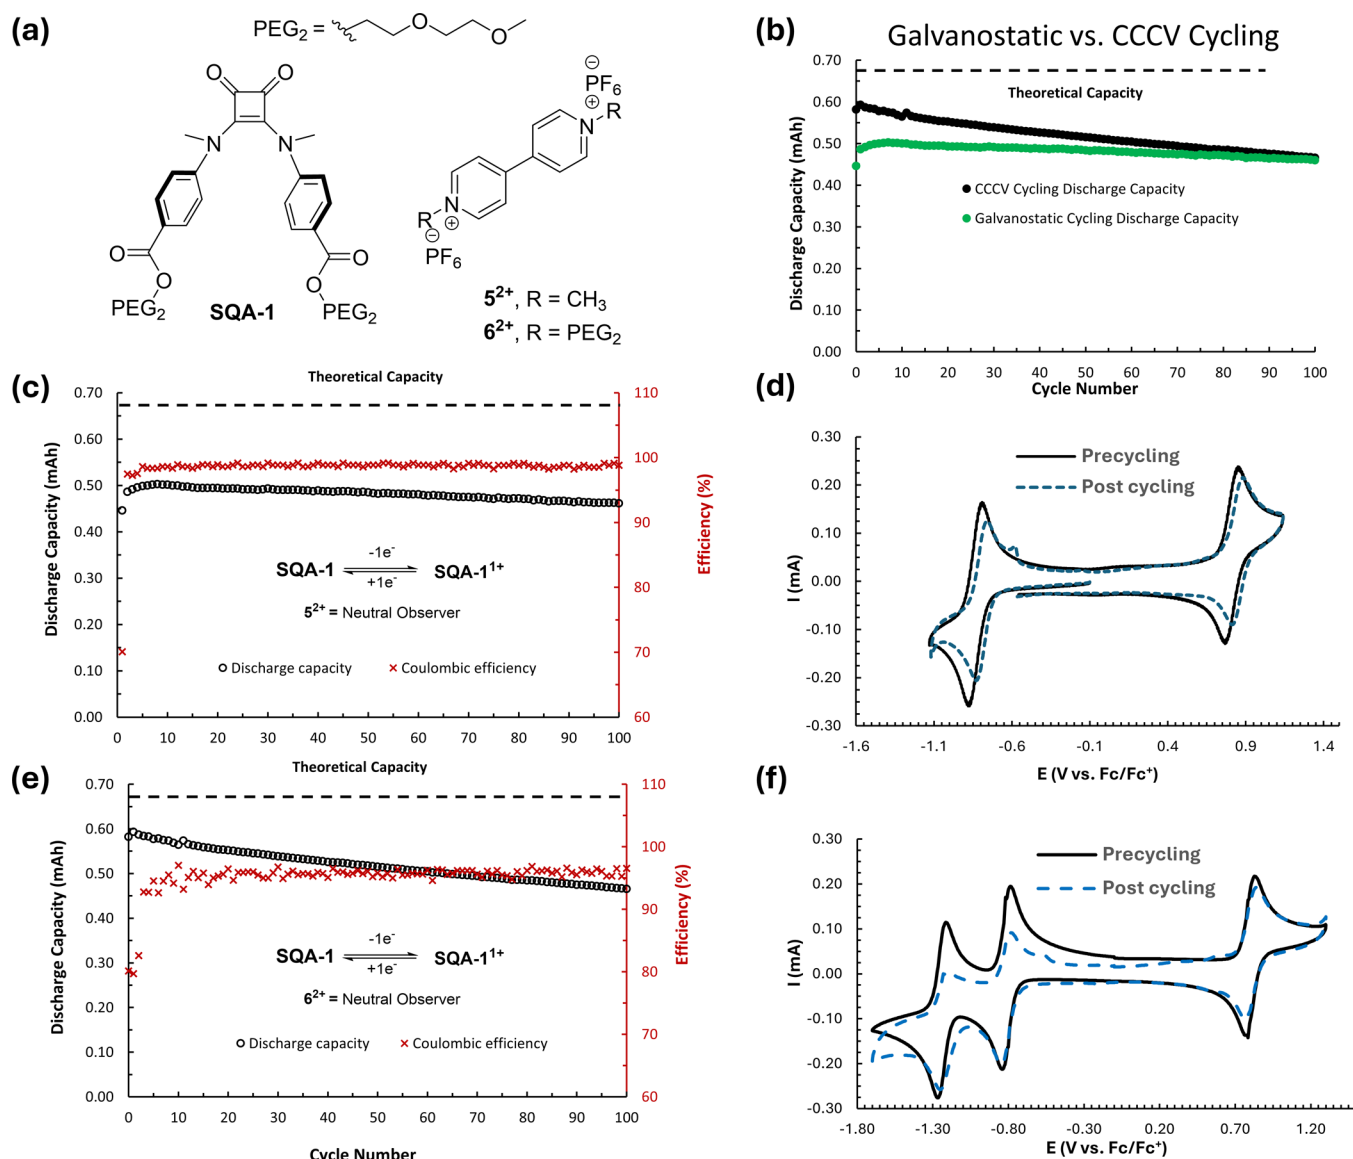 (a)
PEG₂ =
O
O
O
O
N
N
O
O
O
O
PEG₂
PEG₂
SQA-1
⊖
PF₆
⊕
R
N
N
R
⊕
⊖
PF₆
5²⁺, R = CH₃
6²⁺, R = PEG₂
(b)
Galvanostatic vs. CCCV Cycling
Theoretical Capacity
CCCV Cycling Discharge Capacity
Galvanostatic Cycling Discharge Capacity
Discharge Capacity (mAh)
0.70
0.60
0.50
0.40
0.30
0.20
0.10
0.00
0 10 20 30 40 50 60 70 80 90 100
Cycle Number
(c)
Theoretical Capacity
Discharge Capacity (mAh)
0.70
0.60
0.50
0.40
0.30
0.20
0.10
0.00
-1e⁻
SQA-1 SQA-1¹⁺
+1e⁻
5²⁺ = Neutral Observer
Discharge capacity Coulombic efficiency
0 10 20 30 40 50 60 70 80 90 100
110
100
90
80
70
60
Efficiency (%)
(d)
Precycling
Post cycling
I (mA)
0.30
0.20
0.10
0.00
-0.10
-0.20
-0.30
-1.6 -1.1 -0.6 -0.1 0.4 0.9 1.4
E (V vs. Fc/Fc⁺)
(e)
Theoretical Capacity
Discharge Capacity (mAh)
0.70
0.60
0.50
0.40
0.30
0.20
0.10
0.00
-1e⁻
SQA-1 SQA-1¹⁺
+1e⁻
6²⁺ = Neutral Observer
Discharge capacity Coulombic efficiency
0 10 20 30 40 50 60 70 80 90 100
Cycle Number
110
100
90
80
70
60
Efficiency (%)
(f)
Precycling
Post cycling
I (mA)
0.30
0.20
0.10
0.00
-0.10
-0.20
-0.30
-1.80 -1.30 -0.80 -0.30 0.20 0.70 1.20
E (V vs. Fc/Fc⁺)